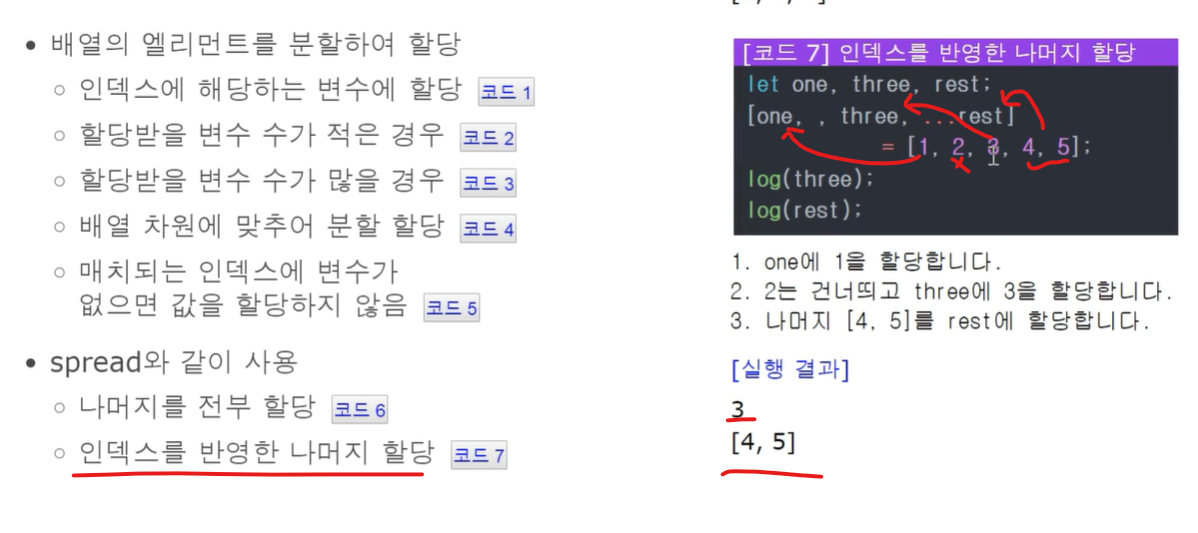 • 배열의 엘리먼트를 분할하여 할당
○ 인덱스에 해당하는 변수에 할당 코드 1
○ 할당받을 변수 수가 적은 경우 코드 2
○ 할당받을 변수 수가 많을 경우 코드 3
○ 배열 차원에 맞추어 분할 할당 코드 4
○ 매치되는 인덱스에 변수가
없으면 값을 할당하지 않음 코드 5
• spread와 같이 사용
○ 나머지를 전부 할당 코드 6
○ 인덱스를 반영한 나머지 할당 코드 7
[코드 7] 인덱스를 반영한 나머지 할당
let one, three, rest;
[one, , three, ...rest]
= [1, 2, 3, 4, 5];
log(three);
log(rest);
1. one에 1을 할당합니다.
2. 2는 건너띄고 three에 3을 할당합니다.
3. 나머지 [4, 5]를 rest에 할당합니다.
[실행 결과]
3
[4, 5]